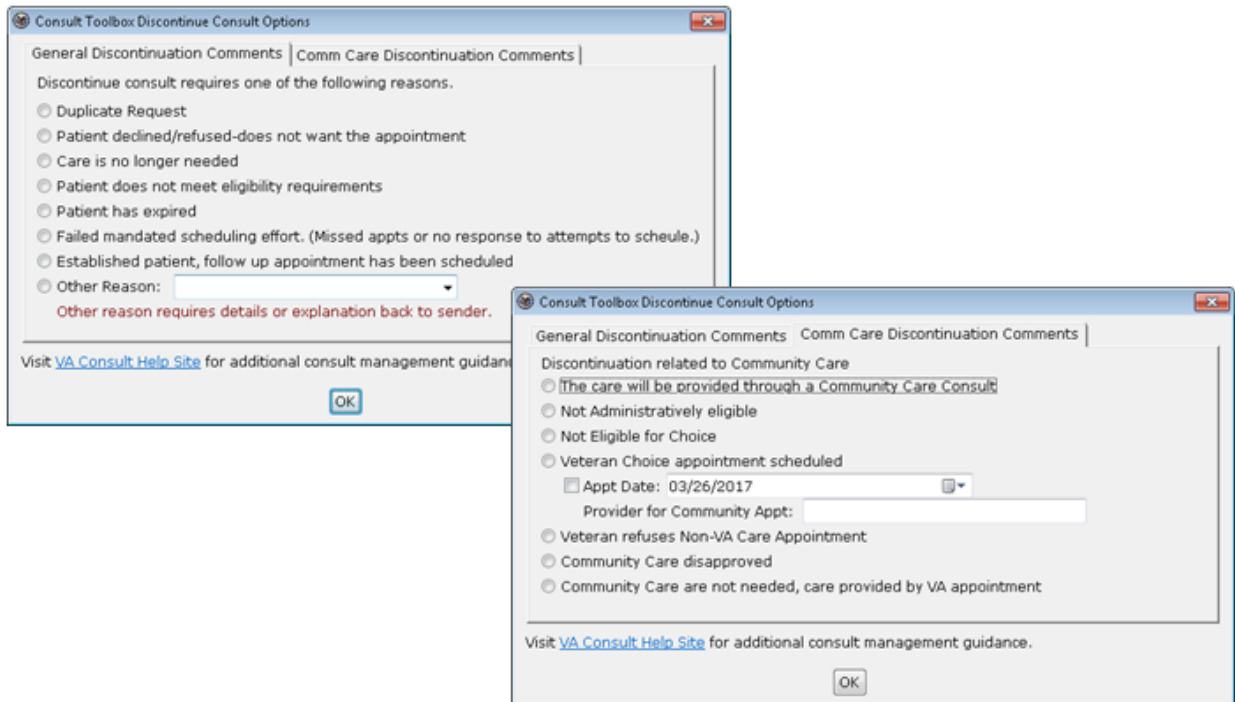 Consult Toolbox Discontinue Consult Options
General Discontinuation Comments
Comm Care Discontinuation Comments
Discontinue consult requires one of the following reasons.
Duplicate Request
Patient declined/refused-does not want the appointment
Care is no longer needed
Patient does not meet eligibility requirements
Patient has expired
Failed mandated scheduling effort. (Missed appts or no response to attempts to scheule.)
Established patient, follow up appointment has been scheduled
Other Reason:
Other reason requires details or explanation back to sender.
Visit VA Consult Help Site for additional consult management guidan
OK
Consult Toolbox Discontinue Consult Options
General Discontinuation Comments
Comm Care Discontinuation Comments
Discontinuation related to Community Care
The care will be provided through a Community Care Consult
Not Administratively eligible
Not Eligible for Choice
Veteran Choice appointment scheduled
Appt Date: 03/26/2017
Provider for Community Appt:
Veteran refuses Non-VA Care Appointment
Community Care disapproved
Community Care are not needed, care provided by VA appointment
Visit VA Consult Help Site for additional consult management guidance.
OK